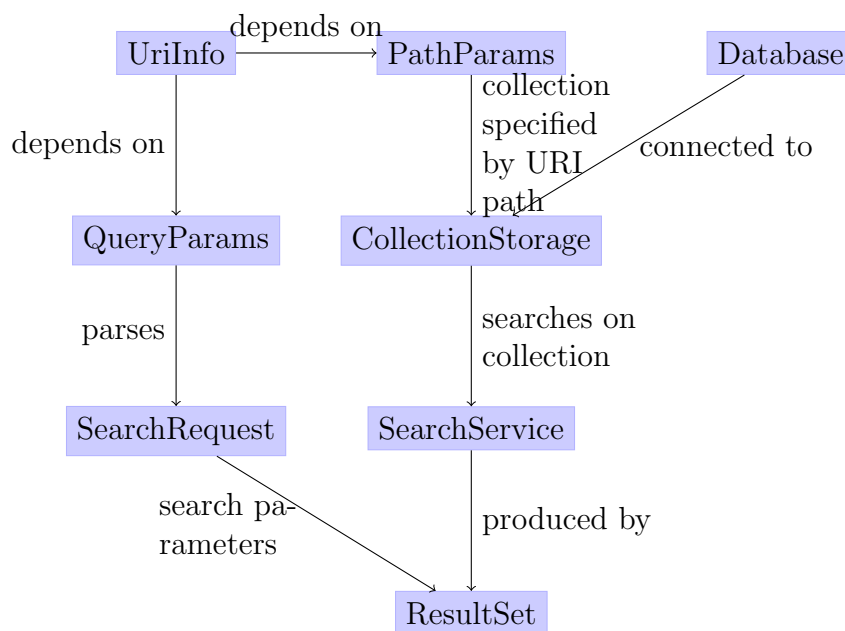 depends on
UriInfo
PathParams
Database
collection
specified
by URI
path
depends on
connected to
QueryParams
CollectionStorage
parses
searches on
collection
SearchRequest
SearchService
search pa-
rameters
produced by
ResultSet